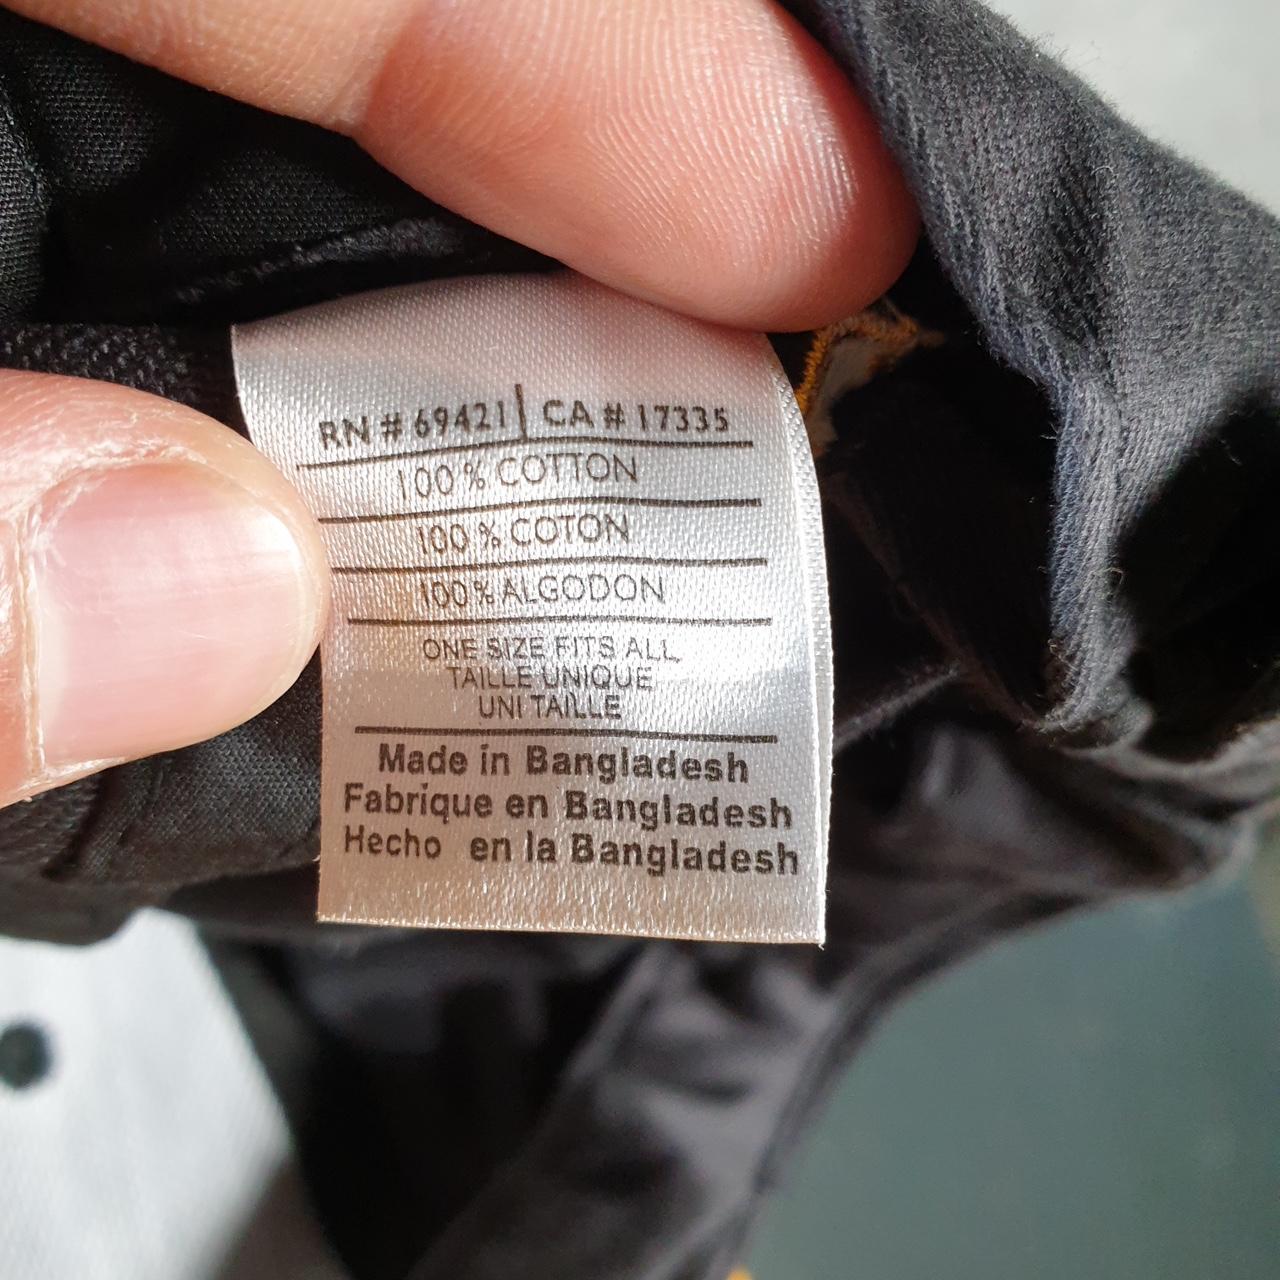 RN # 69421 | CA # 17335
100 % COTTON
100 % COTON
100 % ALGODON
ONE SIZE FITS ALL
TAILLE UNIQUE
UNI TAILLE
Made in Bangladesh
Fabrique en Bangladesh
Hecho en la Bangladesh